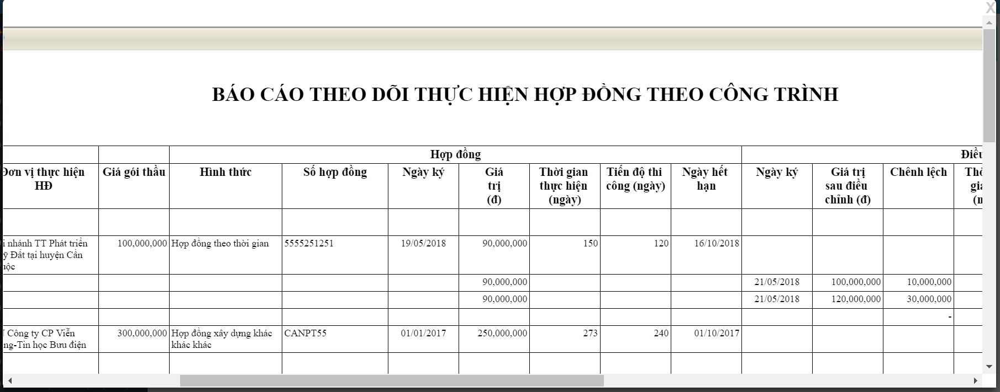 X
BÁO CÁO THEO DÕI THỰC HIỆN HỢP ĐỒNG THEO CÔNG TRÌNH
Hợp đồng
Đơn vị thực hiện
HĐ
Giá gói thầu
Hình thức
Số hợp đồng
Ngày ký
Giá
trị
(đ)
Thời gian
thực hiện
(ngày)
Tiến độ thi
công (ngày)
Ngày hết
hạn
Ngày ký
Giá trị
sau điều
chỉnh (đ)
Chênh lệch
nhánh TT Phát triển
Đất tại huyện Cần
100,000,000
Hợp đồng theo thời gian
5555251251
19/05/2018
90,000,000
150
120
16/10/2018
90,000,000
21/05/2018
100,000,000
10,000,000
90,000,000
21/05/2018
120,000,000
30,000,000
-
Công ty CP Viễn
ng-Tin học Bưu điện
300,000,000
Hợp đồng xây dựng khác
khác khác
CANPT55
01/01/2017
250,000,000
273
240
01/10/2017